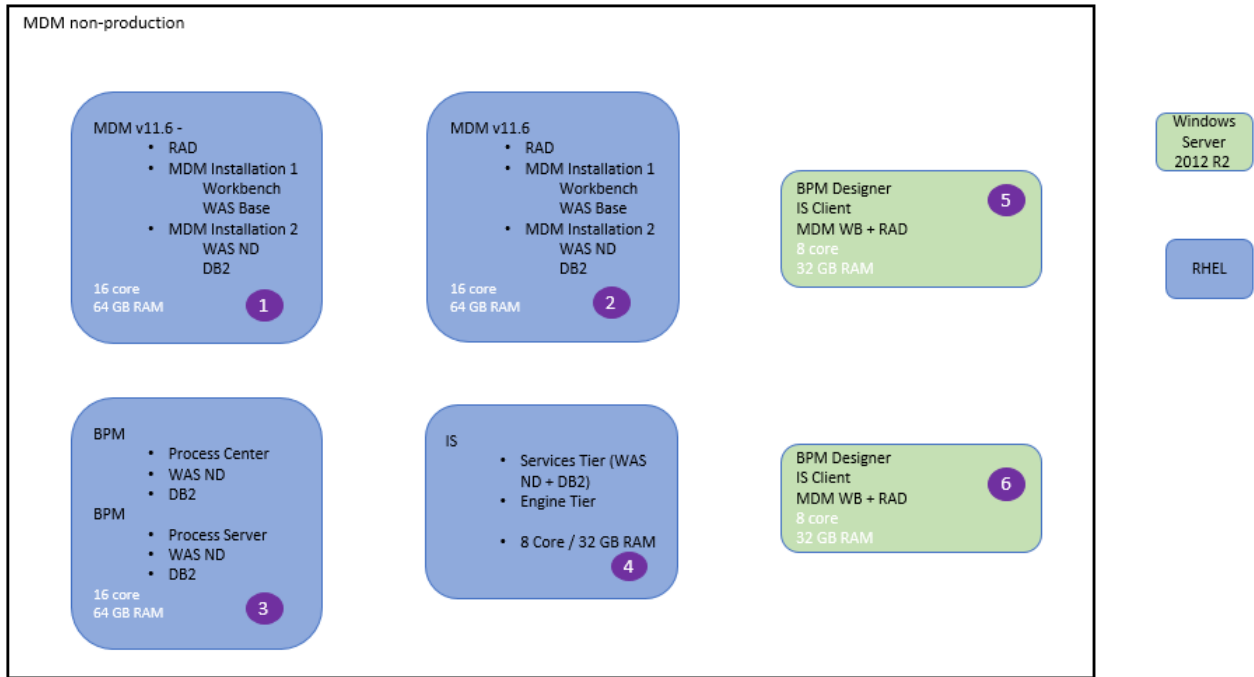 MDM non-production
MDM v11.6 -
• RAD
• MDM Installation 1
Workbench
WAS Base
• MDM Installation 2
WAS ND
DB2
16 core
64 GB RAM
1
MDM v11.6
• RAD
• MDM Installation 1
Workbench
WAS Base
• MDM Installation 2
WAS ND
DB2
16 core
64 GB RAM
2
BPM Designer
IS Client
MDM WB + RAD
8 core
32 GB RAM
5
Windows
Server
2012 R2
RHEL
BPM
• Process Center
• WAS ND
• DB2
BPM
• Process Server
• WAS ND
• DB2
16 core
64 GB RAM
3
IS
• Services Tier (WAS
ND + DB2)
• Engine Tier
• 8 Core / 32 GB RAM
4
BPM Designer
IS Client
MDM WB + RAD
8 core
32 GB RAM
6